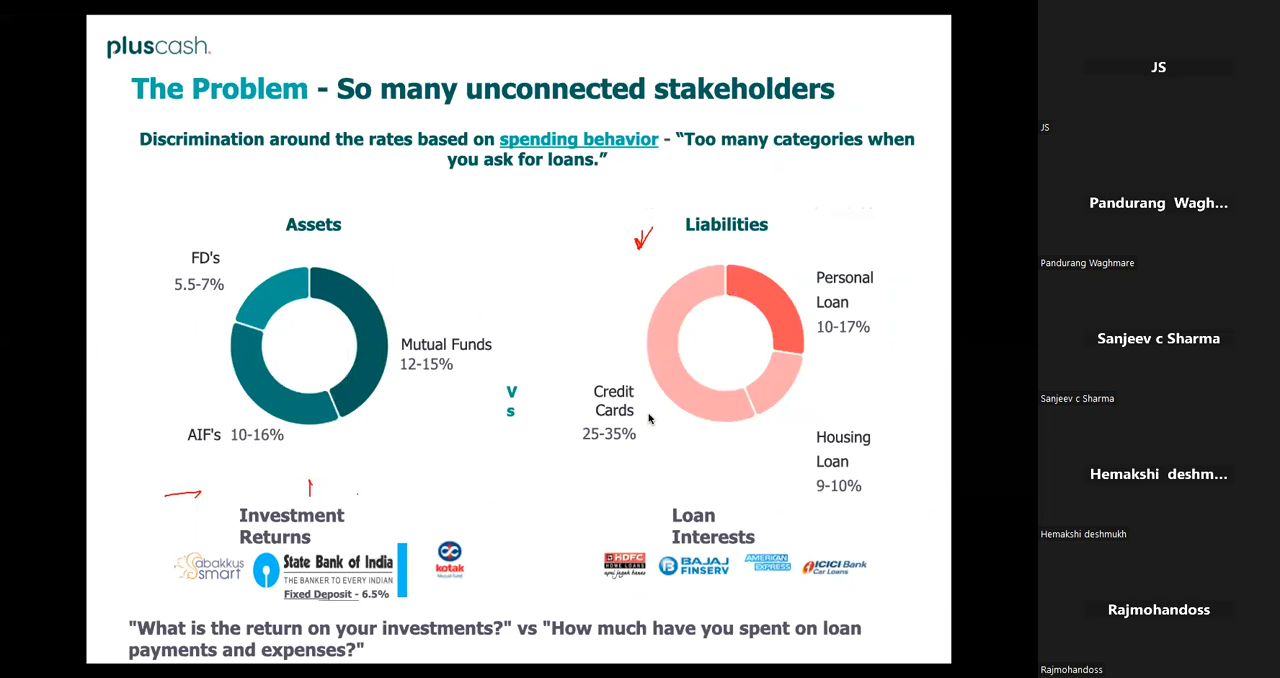 pluscash.
The Problem - So many unconnected stakeholders
Discrimination around the rates based on spending behavior - “Too many categories when
you ask for loans.”
Assets
FD's
5.5-7%
Mutual Funds
12-15%
AIF's 10-16%
V
s
Liabilities
Personal
Loan
10-17%
Credit
Cards
25-35%
Housing
Loan
9-10%
Investment
Returns
abakkus
smart
State Bank of India
THE BANKER TO EVERY INDIAN
Fixed Deposit - 6.5%
kotak
Mutual Fund
Loan
Interests
HDFC
HOME LOANS
BAJAJ
FINSERV
AMERICAN
EXPRESS
ICICI Bank
Car Loans
"What is the return on your investments?" vs "How much have you spent on loan
payments and expenses?"
JS
JS
Pandurang Wagh...
Pandurang Waghmare
Sanjeev c Sharma
Sanjeev c Sharma
Hemakshi deshm...
Hemakshi deshmukh
Rajmohandoss
Rajmohandoss